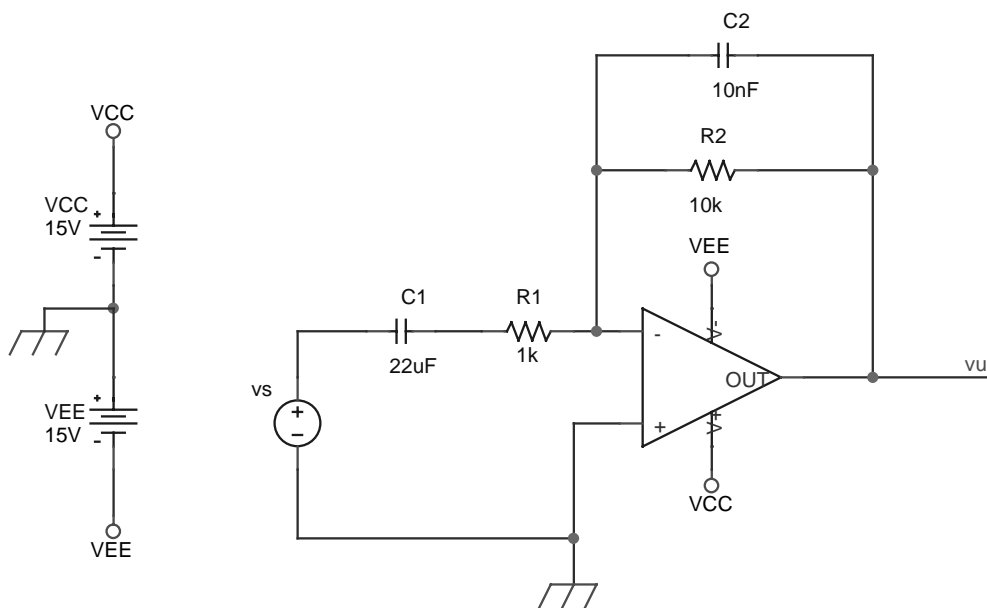 VCC
VCC
15V
+
-
VEE
15V
+
-
VEE
vs
+
–
C1
22uF
R1
1k
C2
10nF
R2
10k
VEE
V-
-
+
OUT
V+
VCC
vu